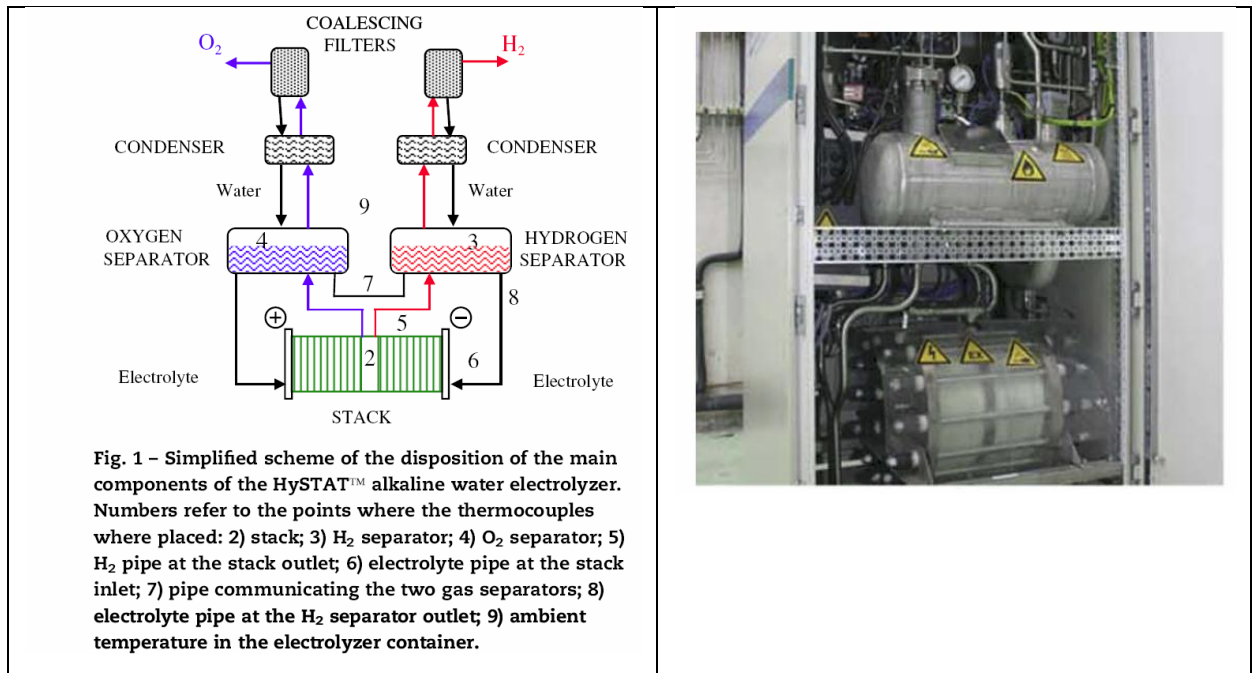 COALESCING
FILTERS
O₂
H₂
CONDENSER
CONDENSER
Water
Water
9
OXYGEN
SEPARATOR
4
3
HYDROGEN
SEPARATOR
7
8
+
−
5
2
6
Electrolyte
Electrolyte
STACK
Fig. 1 – Simplified scheme of the disposition of the main
components of the HySTAT™ alkaline water electrolyzer.
Numbers refer to the points where the thermocouples
where placed: 2) stack; 3) H₂ separator; 4) O₂ separator; 5)
H₂ pipe at the stack outlet; 6) electrolyte pipe at the stack
inlet; 7) pipe communicating the two gas separators; 8)
electrolyte pipe at the H₂ separator outlet; 9) ambient
temperature in the electrolyzer container.
EX